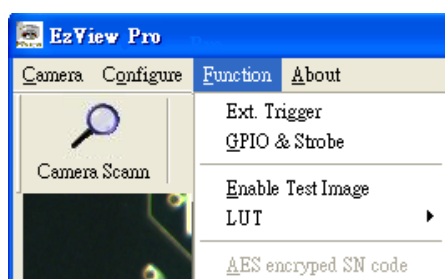 EzView Pro
Camera Configure Function About
Ext. Trigger
GPIO & Strobe
Camera Scann
Enable Test Image
LUT
AES encryped SN code